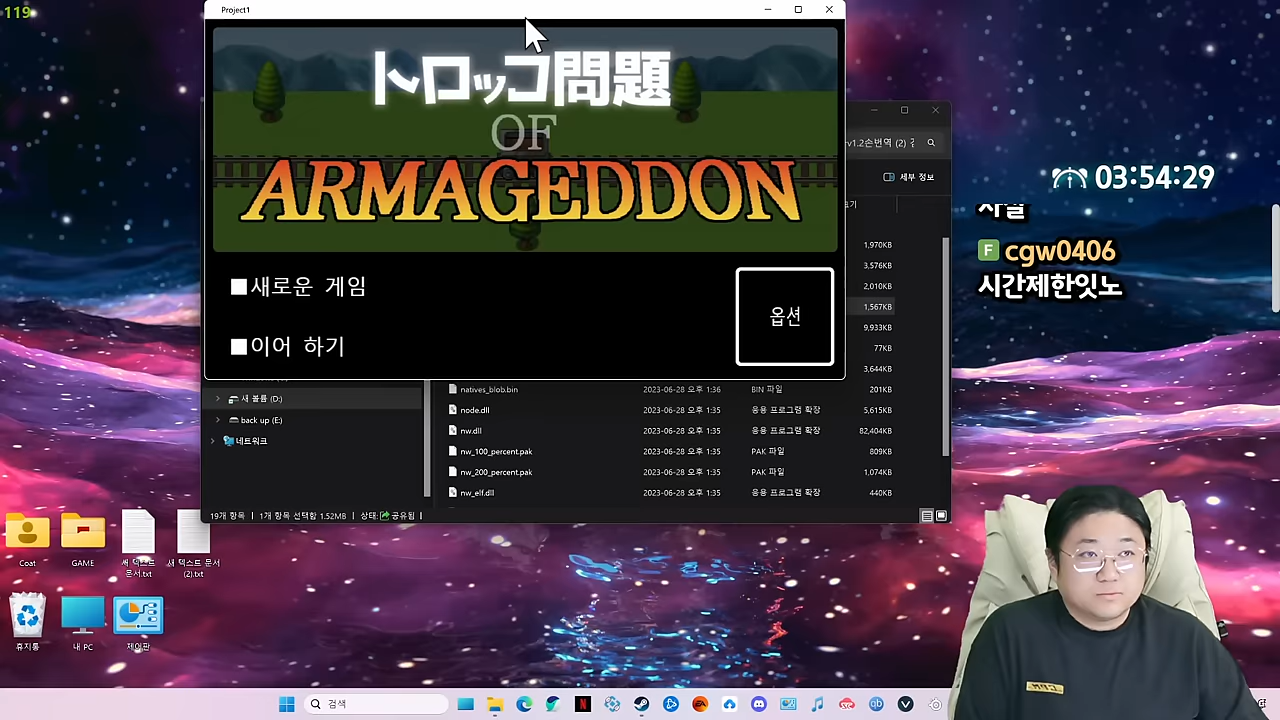 119
Project1
トロッコ問題
OF
ARMAGEDDON
새로운 게임
이어 하기
옵션
v1.2손번역 (2)
세부 정보
1,970KB
3,576KB
2,010KB
1,567KB
9,933KB
77KB
3,644KB
natives_blob.bin 2023-06-28 오후 1:36 BIN 파일 201KB
node.dll 2023-06-28 오후 1:35 응용 프로그램 확장 5,615KB
nw.dll 2023-06-28 오후 1:35 응용 프로그램 확장 82,404KB
nw_100_percent.pak 2023-06-28 오후 1:35 PAK 파일 809KB
nw_200_percent.pak 2023-06-28 오후 1:35 PAK 파일 1,074KB
nw_elf.dll 2023-06-28 오후 1:35 응용 프로그램 확장 440KB
새 볼륨 (D:)
back up (E:)
네트워크
19개 항목 | 1개 항목 선택함 1.52MB | 상태: 공유됨 |
03:54:29
F cgw0406
시간제한잇노
Coat
GAME
새 텍스트 문서.txt
새 텍스트 문서 (2).txt
휴지통
내 PC
제어판
검색